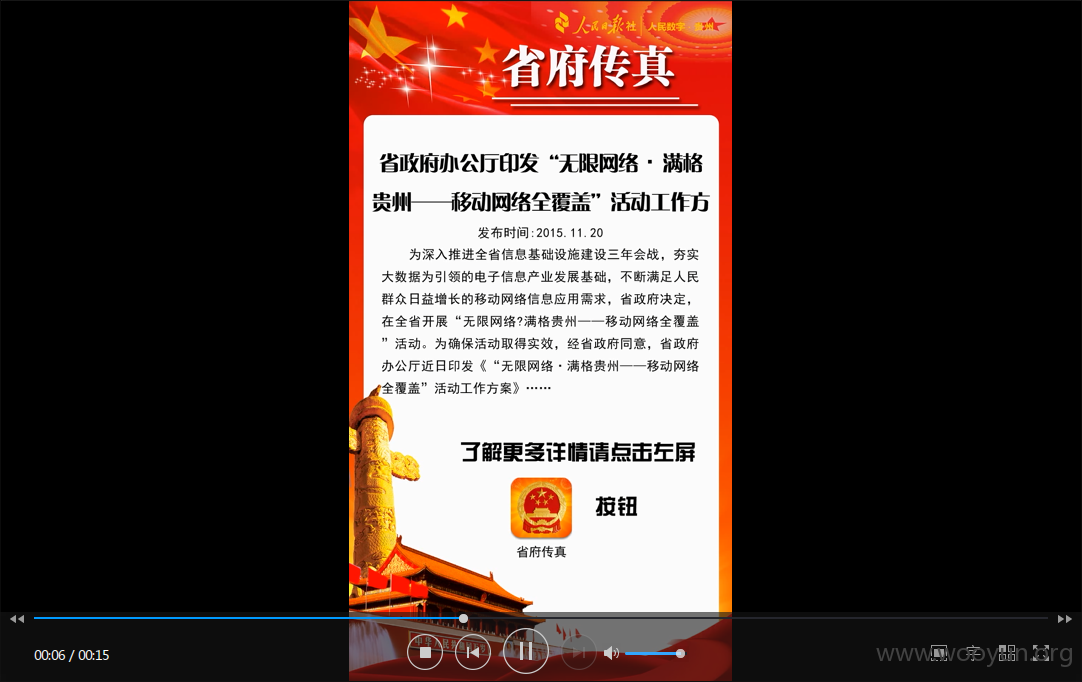 人民日报社 人民数字·贵州
省府传真
省政府办公厅印发“无限网络·满格
贵州——移动网络全覆盖”活动工作方
发布时间:2015.11.20
为深入推进全省信息基础设施建设三年会战，夯实
大数据为引领的电子信息产业发展基础，不断满足人民
群众日益增长的移动网络信息应用需求，省政府决定，
在全省开展“无限网络?满格贵州——移动网络全覆盖
”活动。为确保活动取得实效，经省政府同意，省政府
办公厅近日印发《“无限网络·满格贵州——移动网络
全覆盖”活动工作方案》……
了解更多详情请点击左屏
按钮
省府传真
中华人民共
00:06 / 00:15
字
www.wooyun.org